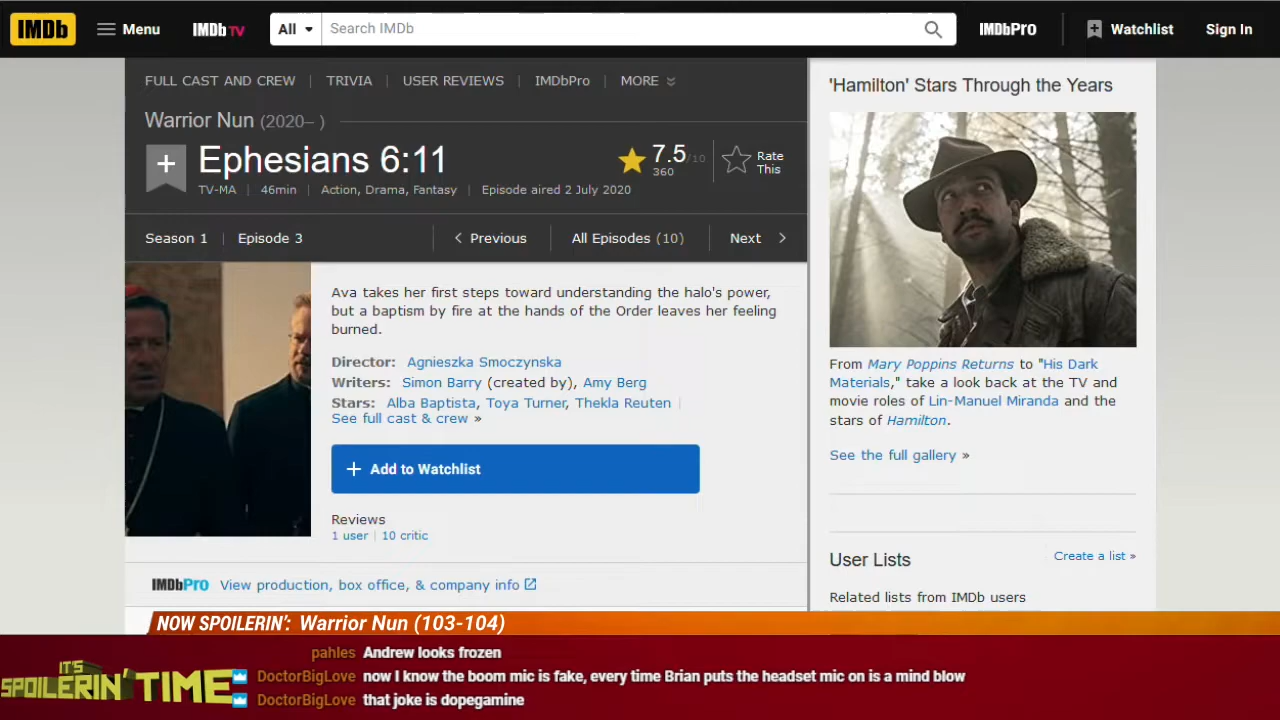 IMDb
Menu
IMDb TV
All
Search IMDb
IMDbPro
Watchlist
Sign In
FULL CAST AND CREW | TRIVIA | USER REVIEWS | IMDbPro | MORE
Warrior Nun (2020– )
+
Ephesians 6:11
7.5/10
360
Rate This
TV-MA | 46min | Action, Drama, Fantasy | Episode aired 2 July 2020
Season 1 | Episode 3
Previous | All Episodes (10) | Next
Ava takes her first steps toward understanding the halo's power,
but a baptism by fire at the hands of the Order leaves her feeling
burned.
Director: Agnieszka Smoczynska
Writers: Simon Barry (created by), Amy Berg
Stars: Alba Baptista, Toya Turner, Thekla Reuten |
See full cast & crew »
+ Add to Watchlist
Reviews
1 user | 10 critic
IMDbPro View production, box office, & company info
'Hamilton' Stars Through the Years
From Mary Poppins Returns to "His Dark
Materials," take a look back at the TV and
movie roles of Lin-Manuel Miranda and the
stars of Hamilton.
See the full gallery »
User Lists
Create a list »
Related lists from IMDb users
NOW SPOILERIN': Warrior Nun (103-104)
IT'S
SPOILERIN' TIME
pahles Andrew looks frozen
DoctorBigLove now I know the boom mic is fake, every time Brian puts the headset mic on is a mind blow
DoctorBigLove that joke is dopegamine